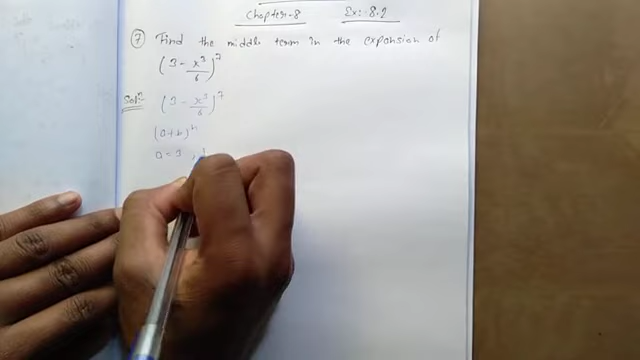 Chapter-8 Ex:-8.2
7 Find the middle term in the expansion of
(3 - x³/6)⁷
Solⁿ:- (3 - x³/6)⁷
(a+b)ⁿ
a = 3 ,